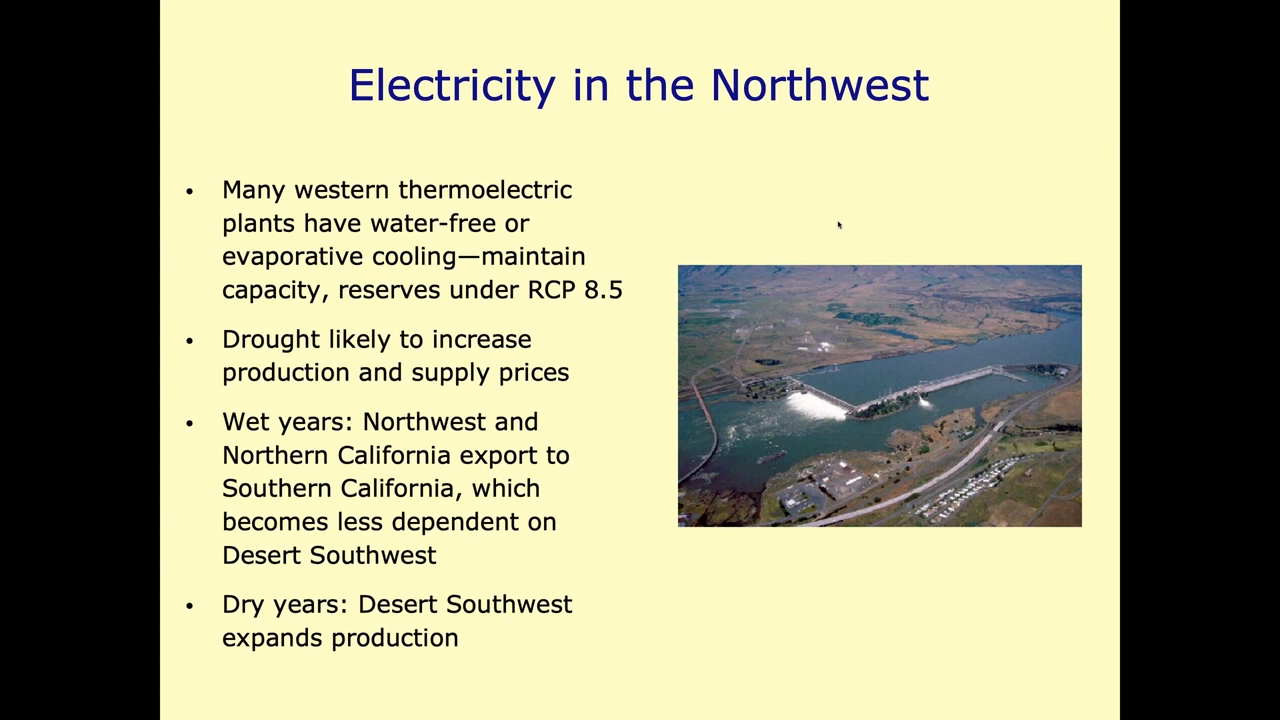 Electricity in the Northwest
• Many western thermoelectric
plants have water-free or
evaporative cooling—maintain
capacity, reserves under RCP 8.5
• Drought likely to increase
production and supply prices
• Wet years: Northwest and
Northern California export to
Southern California, which
becomes less dependent on
Desert Southwest
• Dry years: Desert Southwest
expands production